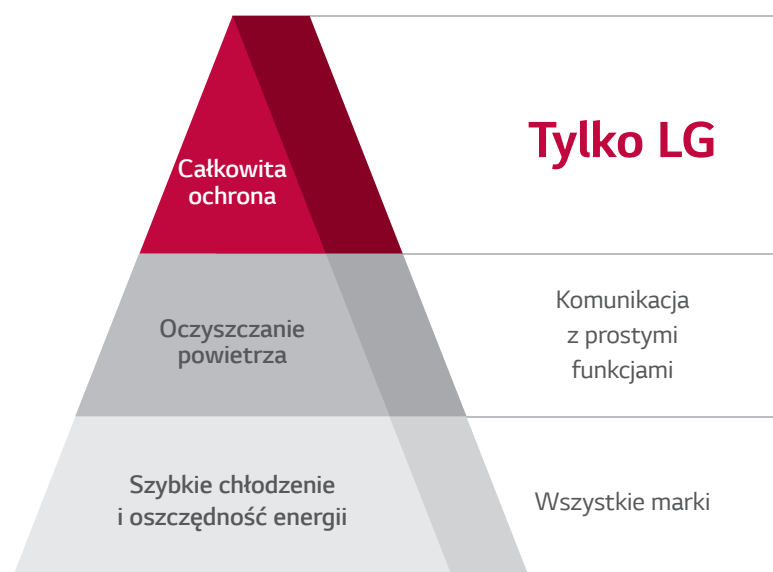 Całkowita
ochrona
Tylko LG
Oczyszczanie
powietrza
Komunikacja
z prostymi
funkcjami
Szybkie chłodzenie
i oszczędność energii
Wszystkie marki